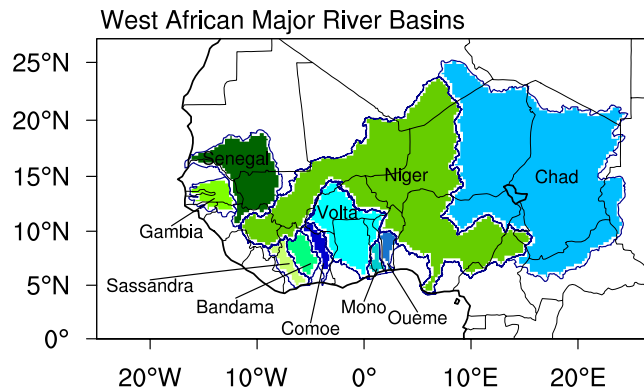 West African Major River Basins
25°N
20°N
15°N
10°N
5°N
0°
Senegal
Niger
Chad
Volta
Gambia
Sassandra
Bandama
Comoe
Mono
Oueme
20°W
10°W
0°
10°E
20°E